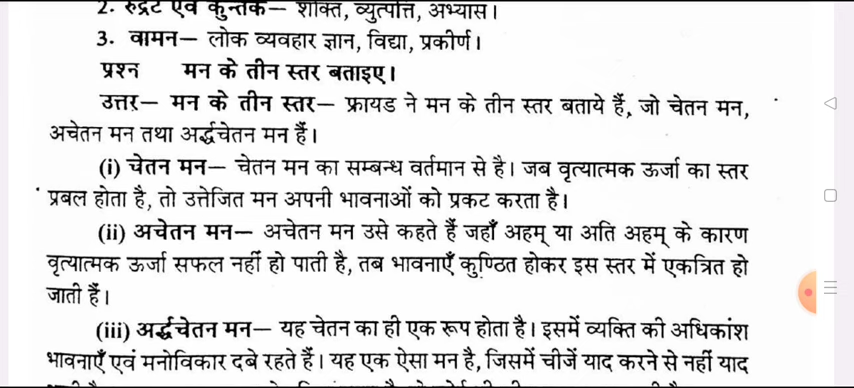 2. रुद्रट एवं कुन्तक— शक्ति, व्युत्पत्ति, अभ्यास।
3. वामन— लोक व्यवहार ज्ञान, विद्या, प्रकीर्ण।
प्रश्न मन के तीन स्तर बताइए।
उत्तर— मन के तीन स्तर— फ्रायड ने मन के तीन स्तर बताये हैं, जो चेतन मन,
अचेतन मन तथा अर्द्धचेतन मन हैं।
(i) चेतन मन— चेतन मन का सम्बन्ध वर्तमान से है। जब वृत्यात्मक ऊर्जा का स्तर
प्रबल होता है, तो उत्तेजित मन अपनी भावनाओं को प्रकट करता है।
(ii) अचेतन मन— अचेतन मन उसे कहते हैं जहाँ अहम् या अति अहम् के कारण
वृत्यात्मक ऊर्जा सफल नहीं हो पाती है, तब भावनाएँ कुण्ठित होकर इस स्तर में एकत्रित हो
जाती हैं।
(iii) अर्द्धचेतन मन— यह चेतन का ही एक रूप होता है। इसमें व्यक्ति की अधिकांश
भावनाएँ एवं मनोविकार दबे रहते हैं। यह एक ऐसा मन है, जिसमें चीजें याद करने से नहीं याद